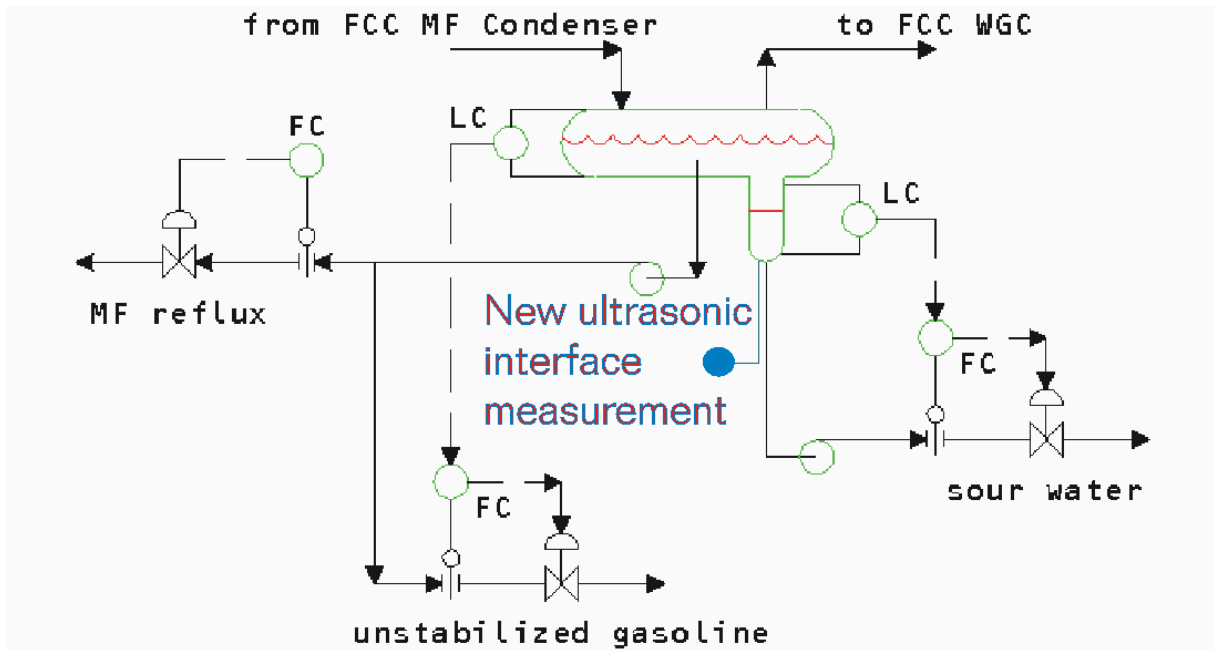 from FCC MF Condenser
to FCC WGC
LC
FC
LC
MF reflux
New ultrasonic
interface
measurement
FC
sour water
FC
unstabilized gasoline